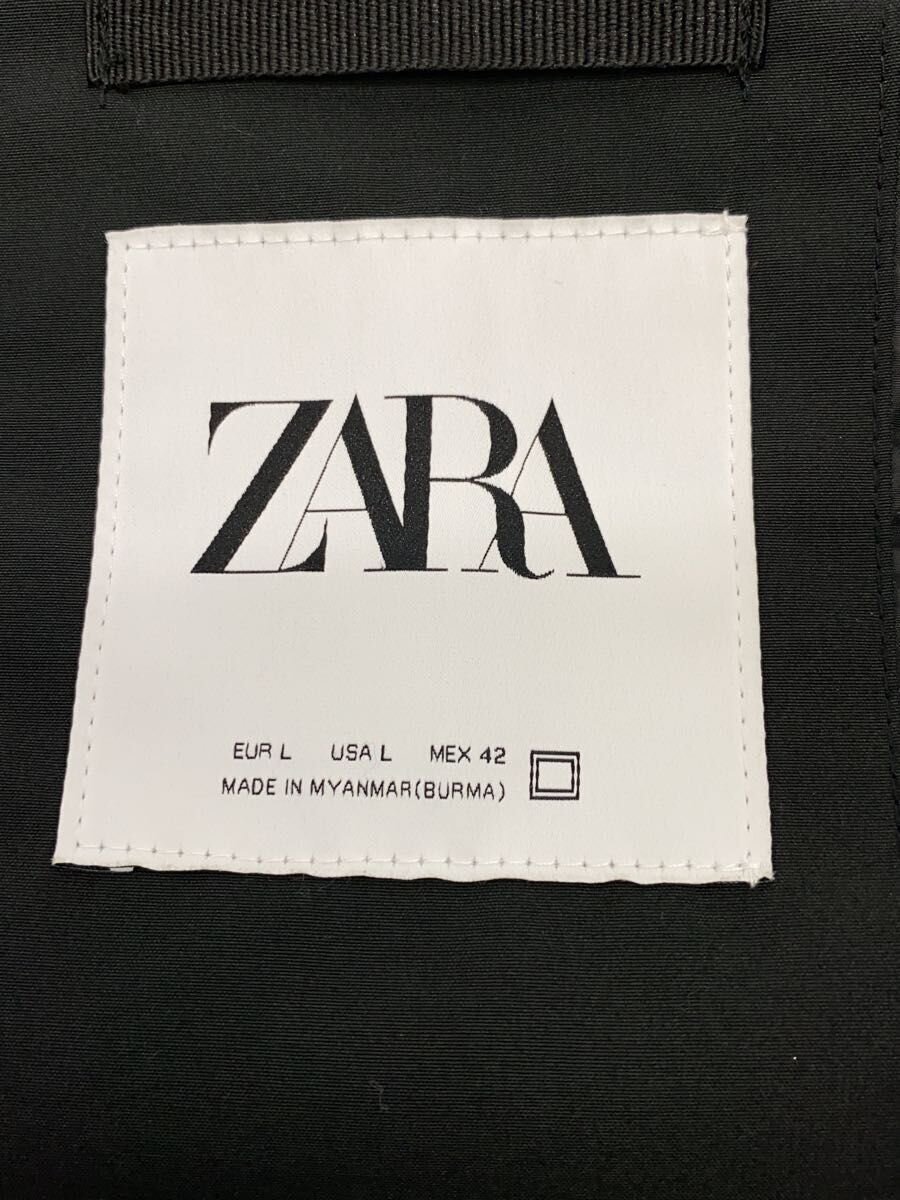 ZARA
EUR L USA L MEX 42
MADE IN MYANMAR(BURMA)